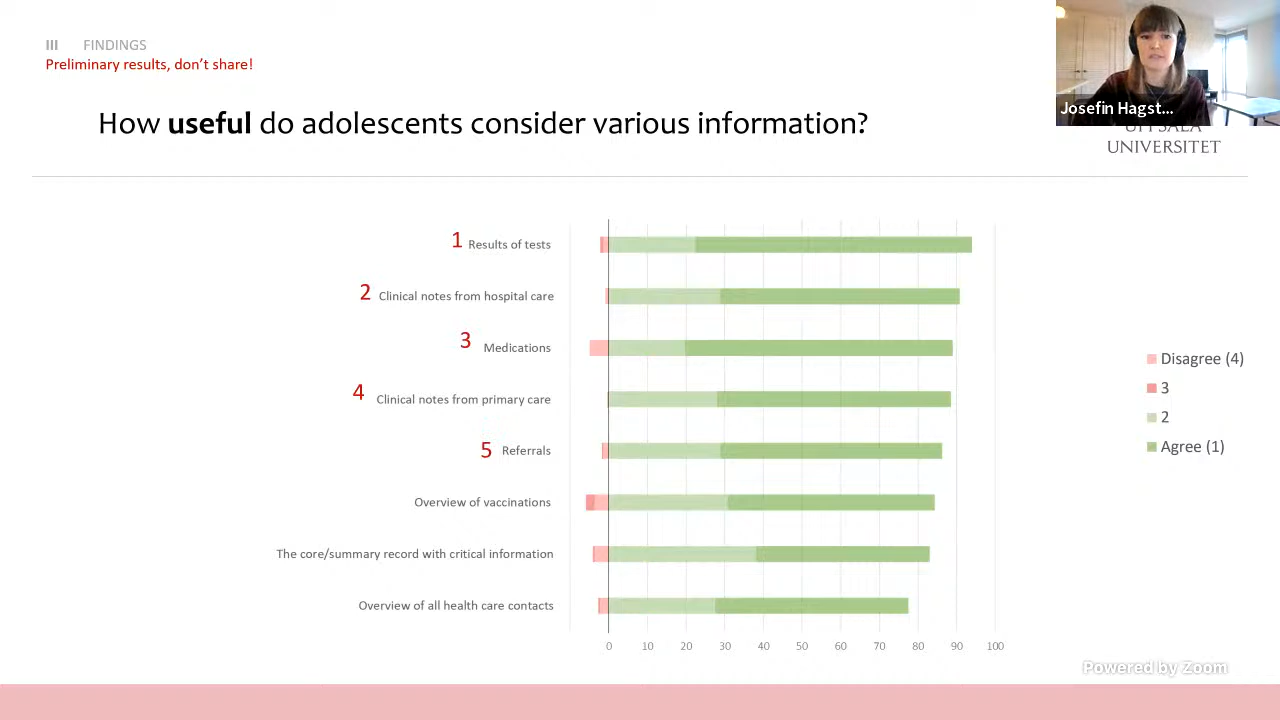 III FINDINGS
Preliminary results, don't share!
How useful do adolescents consider various information?
Josefin Hagst...
UPPSALA
UNIVERSITET
1 Results of tests
2 Clinical notes from hospital care
3 Medications
4 Clinical notes from primary care
5 Referrals
Overview of vaccinations
The core/summary record with critical information
Overview of all health care contacts
0 10 20 30 40 50 60 70 80 90 100
Disagree (4)
3
2
Agree (1)
Powered by Zoom